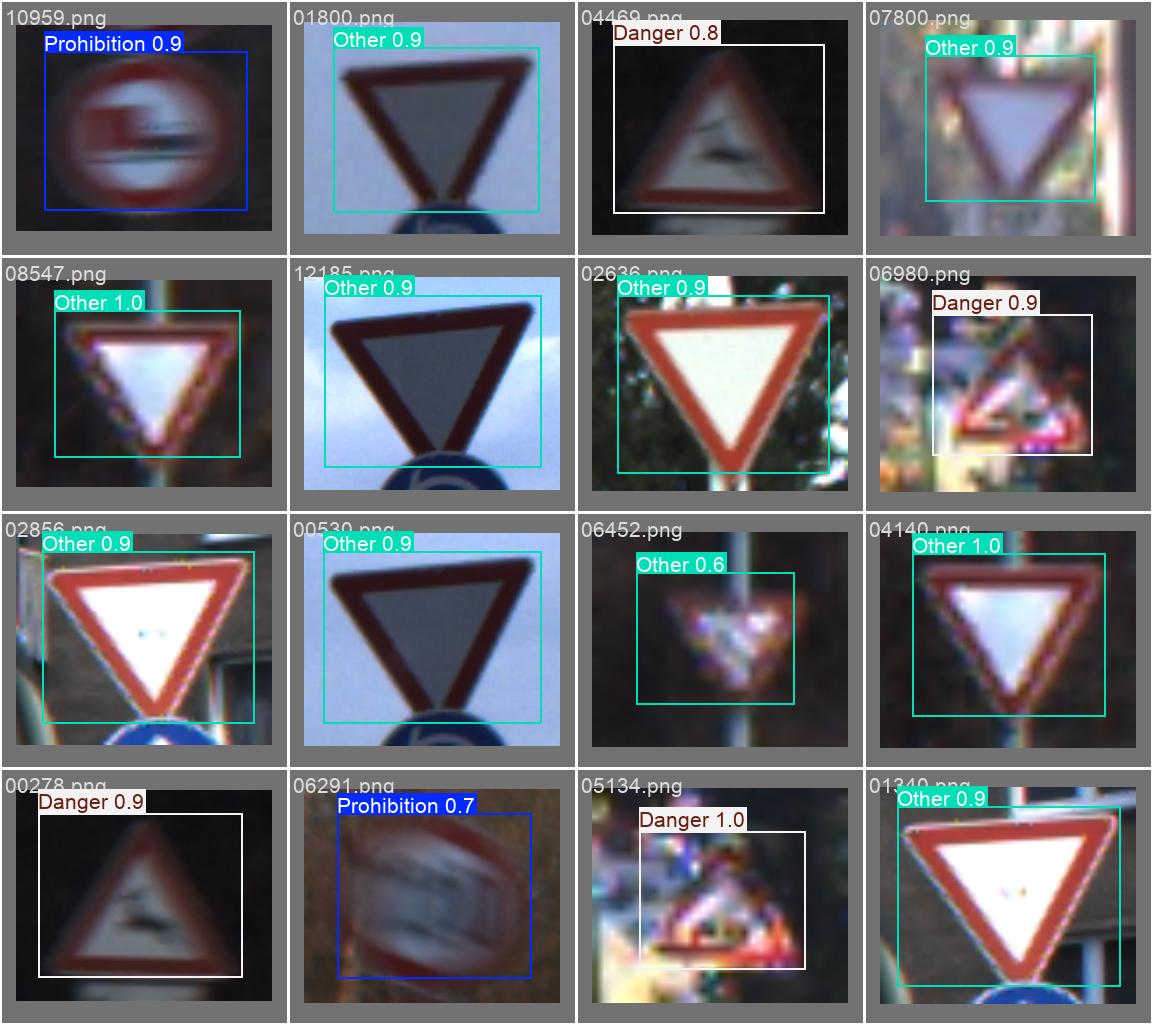 10959.png
Prohibition 0.9
01800.png
Other 0.9
04469.png
Danger 0.8
07800.png
Other 0.9
08547.png
Other 1.0
12185.png
Other 0.9
02636.png
Other 0.9
06980.png
Danger 0.9
02856.png
Other 0.9
00530.png
Other 0.9
06452.png
Other 0.6
04140.png
Other 1.0
00278.png
Danger 0.9
06291.png
Prohibition 0.7
05134.png
Danger 1.0
01340.png
Other 0.9